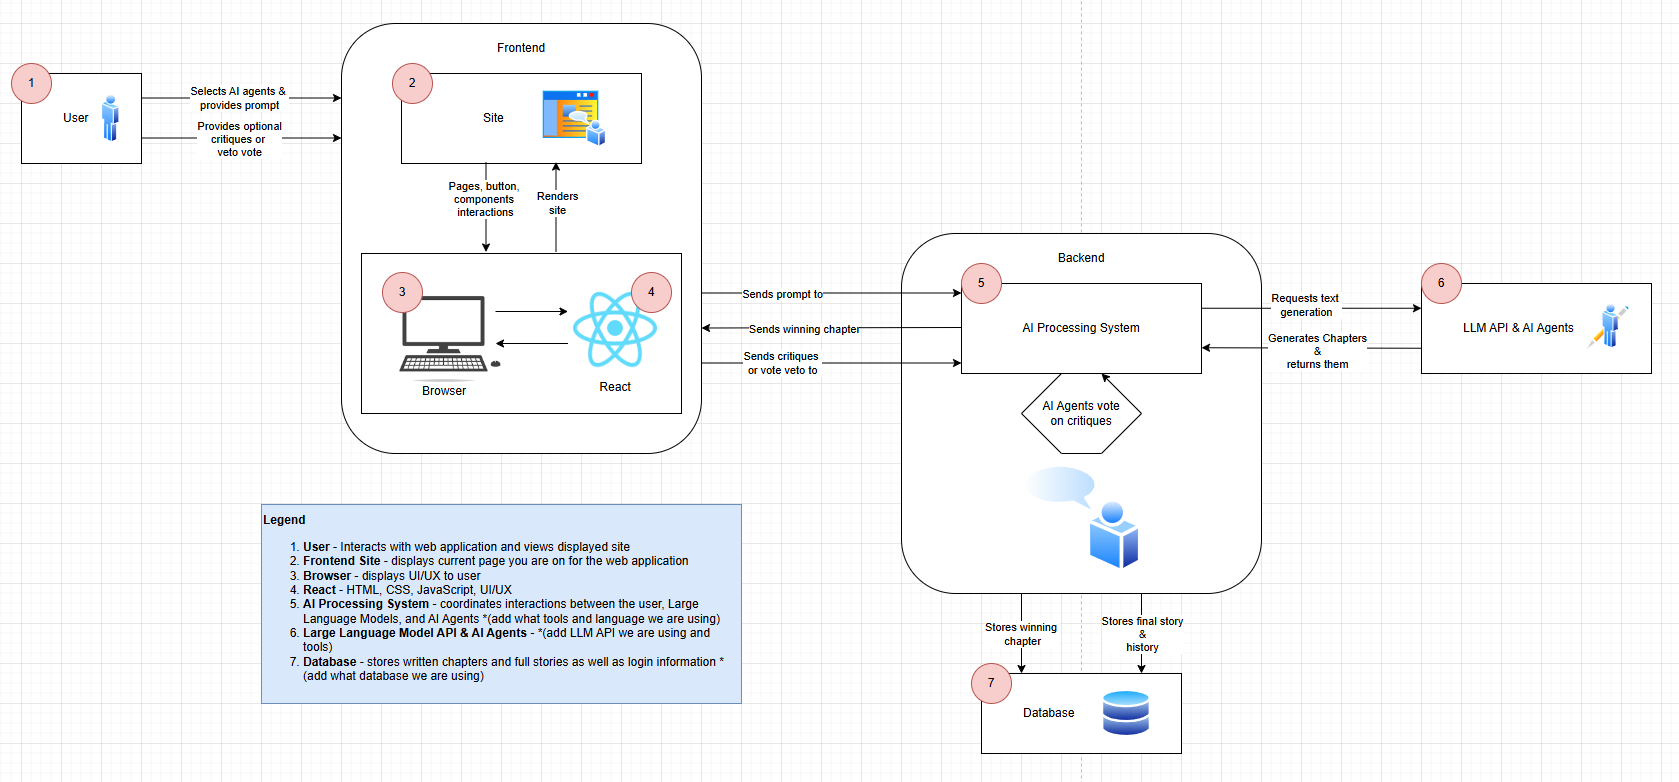 Frontend
1
User
Selects AI agents &
provides prompt
Provides optional
critiques or
veto vote
2
Site
Pages, button,
components
interactions
Renders
site
3
Browser
4
React
Sends prompt to
Sends winning chapter
Sends critiques
or vote veto to
Backend
5
AI Processing System
AI Agents vote
on critiques
Requests text
generation
Generates Chapters
&
returns them
6
LLM API & AI Agents
Stores winning
chapter
Stores final story
&
history
7
Database
Legend
1. User - Interacts with web application and views displayed site
2. Frontend Site - displays current page you are on for the web application
3. Browser - displays UI/UX to user
4. React - HTML, CSS, JavaScript, UI/UX
5. AI Processing System - coordinates interactions between the user, Large
Language Models, and AI Agents *(add what tools and language we are using)
6. Large Language Model API & AI Agents - *(add LLM API we are using and
tools)
7. Database - stores written chapters and full stories as well as login information *
(add what database we are using)